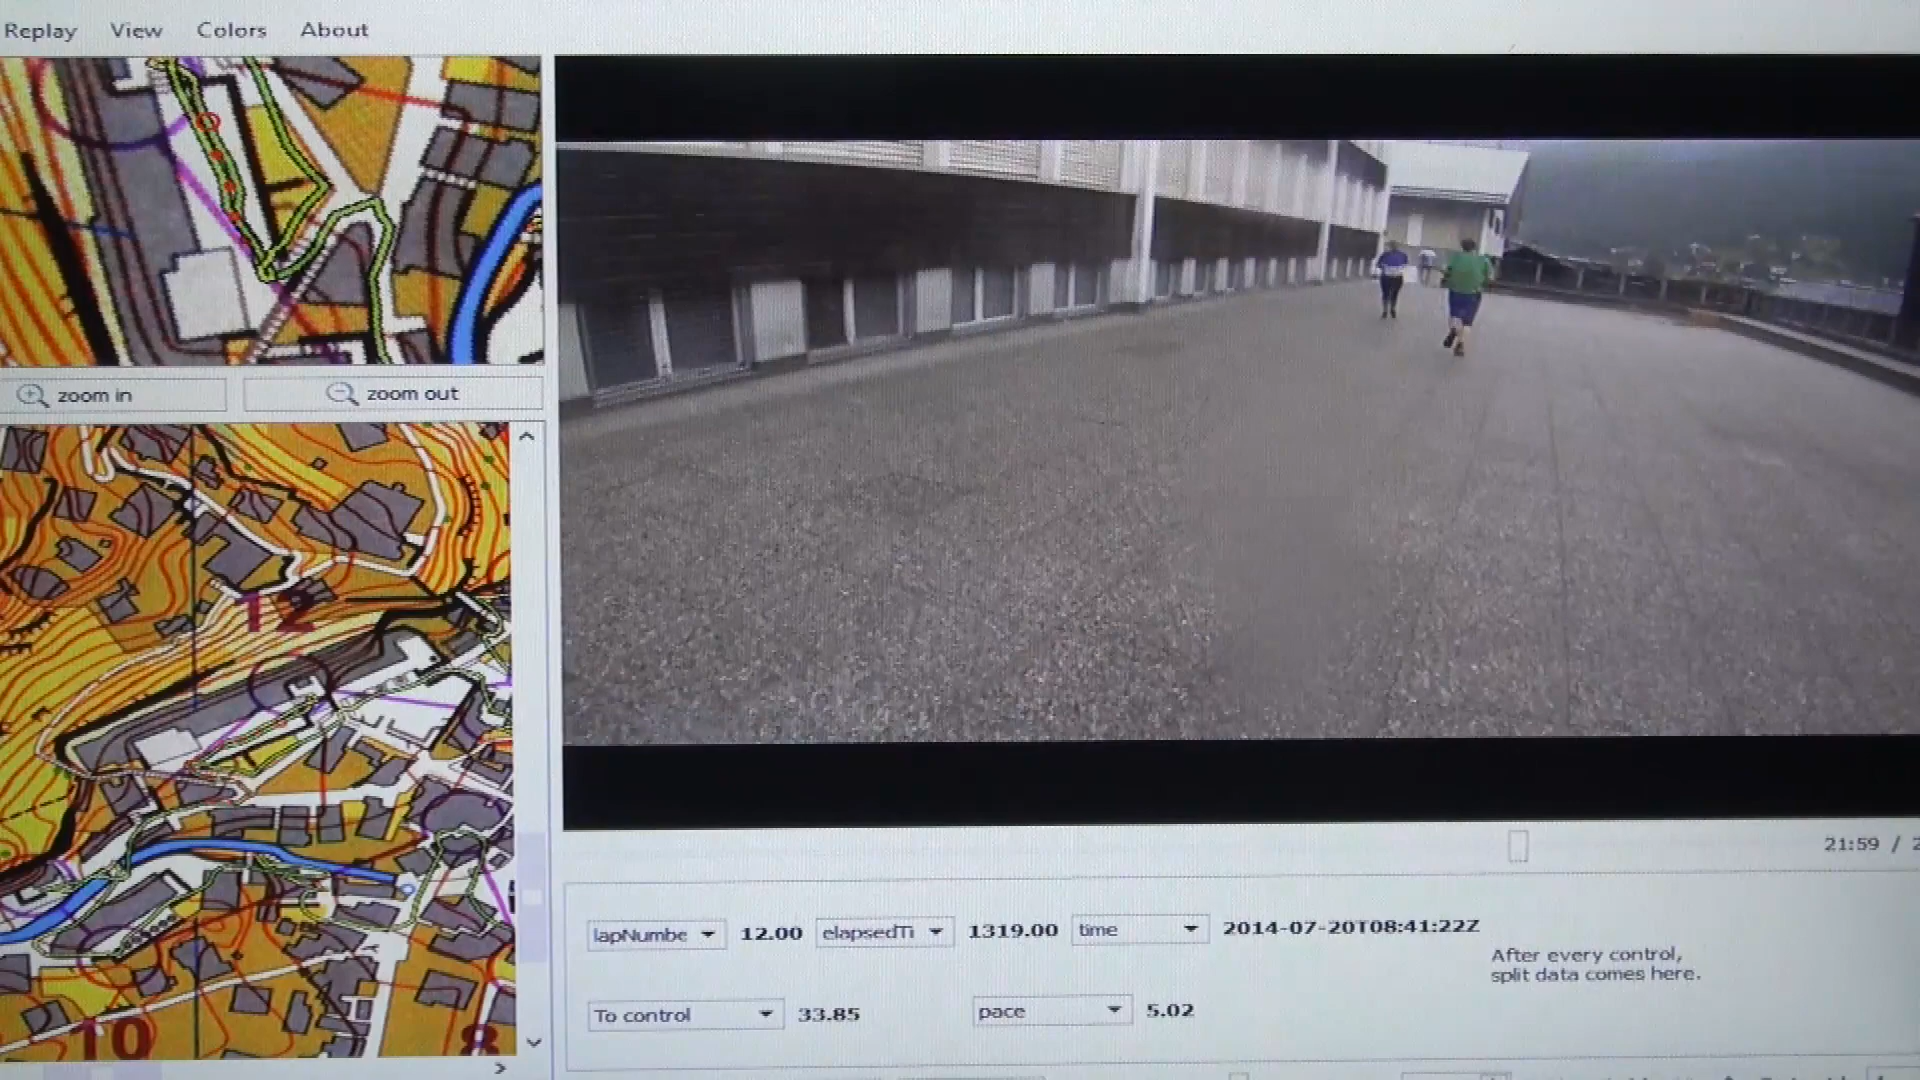 Replay View Colors About
zoom in zoom out
12
10
8
21:59 / 2
lapNumbe 12.00 elapsedTi 1319.00 time 2014-07-20T08:41:22Z
After every control,
split data comes here.
To control 33.85 pace 5.02